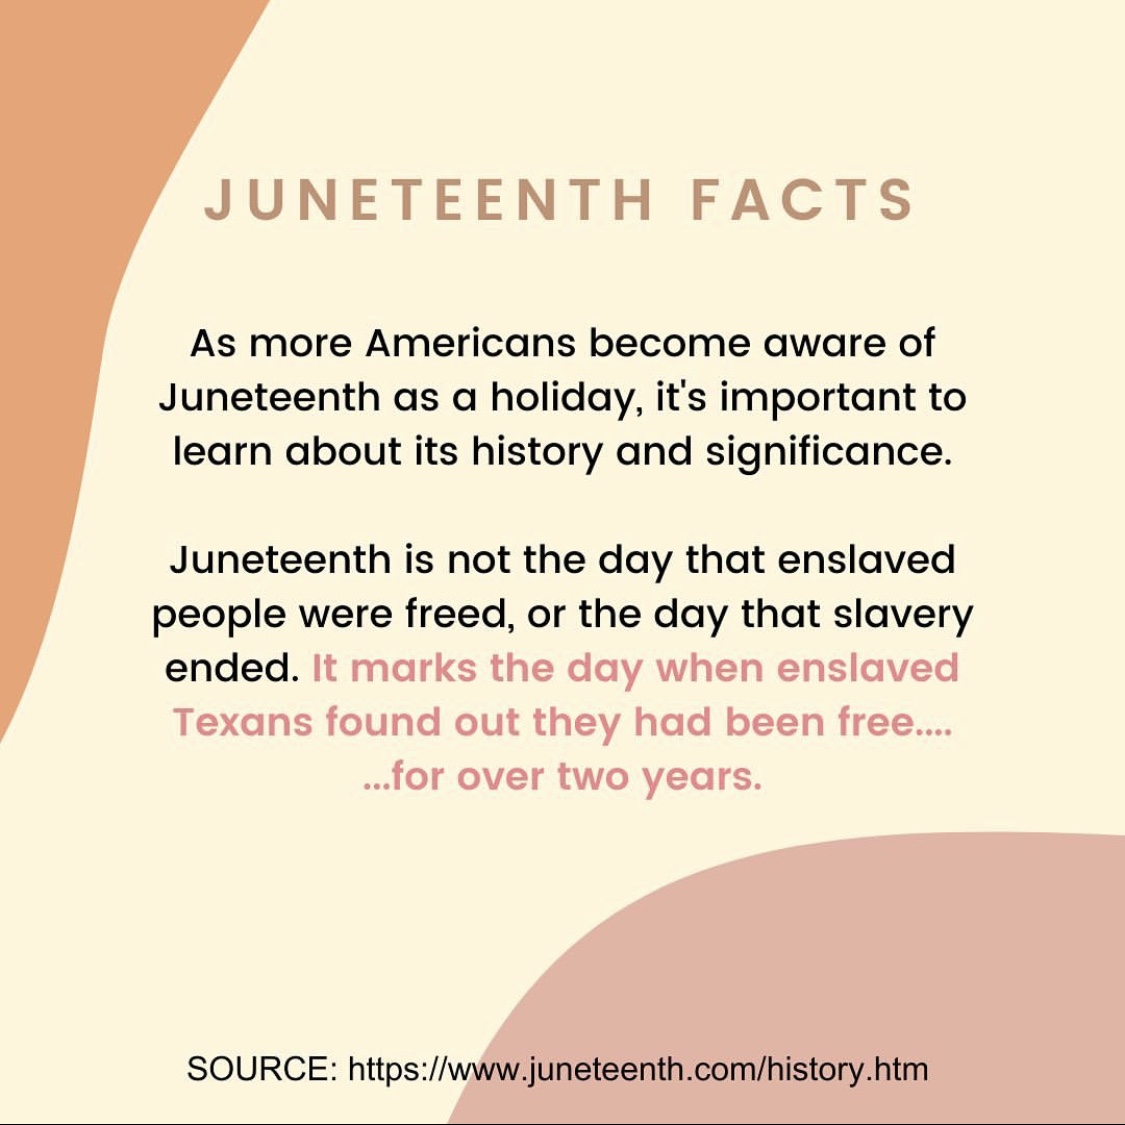 JUNETEENTH FACTS
As more Americans become aware of
Juneteenth as a holiday, it's important to
learn about its history and significance.
Juneteenth is not the day that enslaved
people were freed, or the day that slavery
ended. It marks the day when enslaved
Texans found out they had been free....
...for over two years.
SOURCE: https://www.juneteenth.com/history.htm